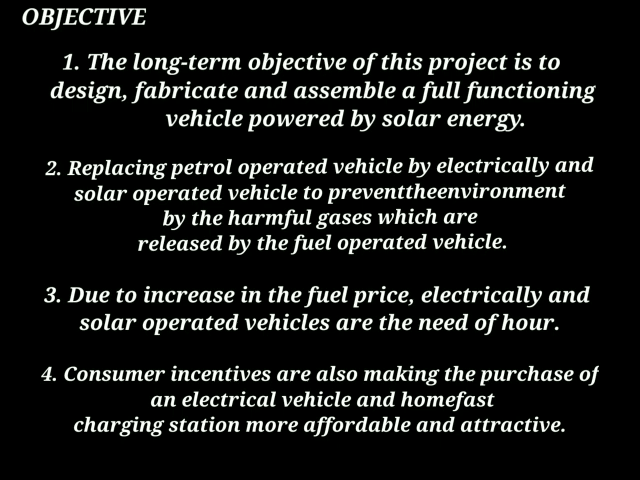 OBJECTIVE
1. The long-term objective of this project is to
design, fabricate and assemble a full functioning
vehicle powered by solar energy.
2. Replacing petrol operated vehicle by electrically and
solar operated vehicle to preventtheenvironment
by the harmful gases which are
released by the fuel operated vehicle.
3. Due to increase in the fuel price, electrically and
solar operated vehicles are the need of hour.
4. Consumer incentives are also making the purchase of
an electrical vehicle and homefast
charging station more affordable and attractive.